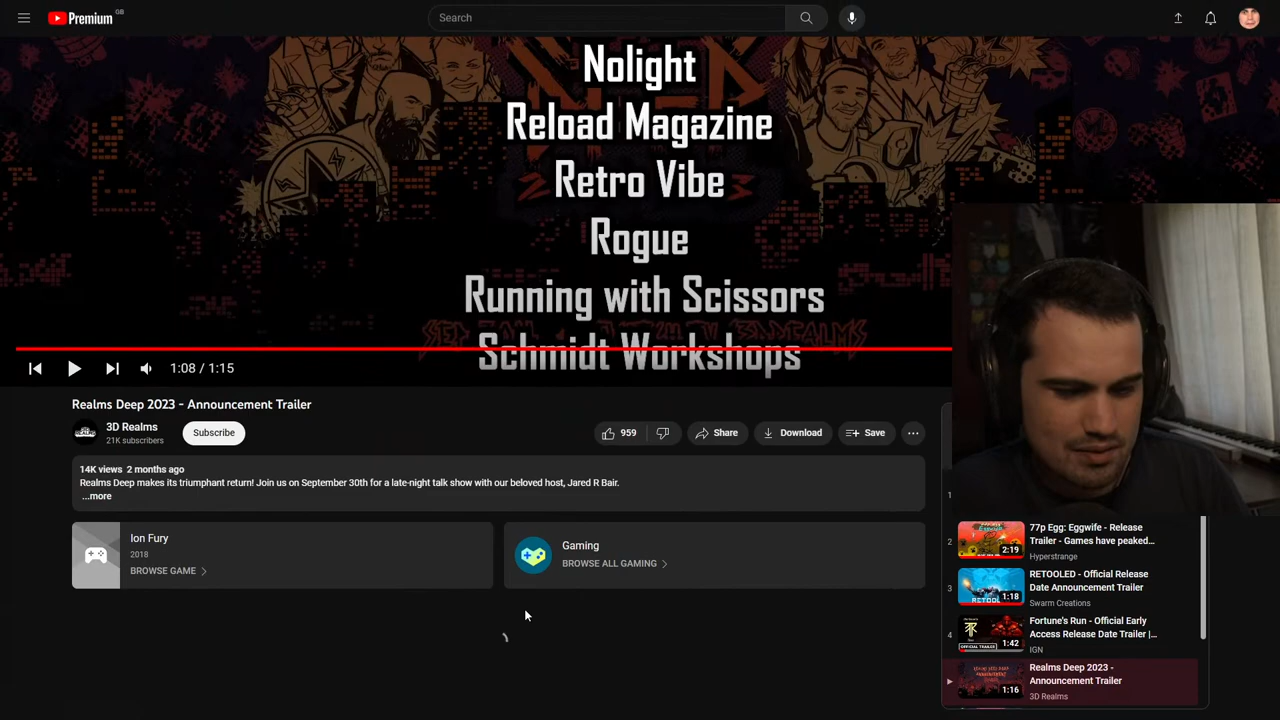 Premium GB
Search
Nolight
Reload Magazine
Retro Vibe
Rogue
Running with Scissors
Schmidt Workshops
1:08 / 1:15
Realms Deep 2023 - Announcement Trailer
3D Realms
21K subscribers
Subscribe
959
Share
Download
Save
14K views 2 months ago
Realms Deep makes its triumphant return! Join us on September 30th for a late-night talk show with our beloved host, Jared R Bair.
...more
Ion Fury
2018
BROWSE GAME
Gaming
BROWSE ALL GAMING
1
2
2:19
77p Egg: Eggwife - Release
Trailer - Games have peaked...
Hyperstrange
3
1:18
RETOOLED - Official Release
Date Announcement Trailer
Swarm Creations
4
1:42
Fortune's Run - Official Early
Access Release Date Trailer |...
IGN
1:16
Realms Deep 2023 -
Announcement Trailer
3D Realms